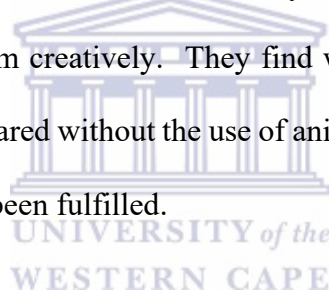 m creatively. They find v
ared without the use of ani
been fulfilled.
UNIVERSITY of the
WESTERN CAPE